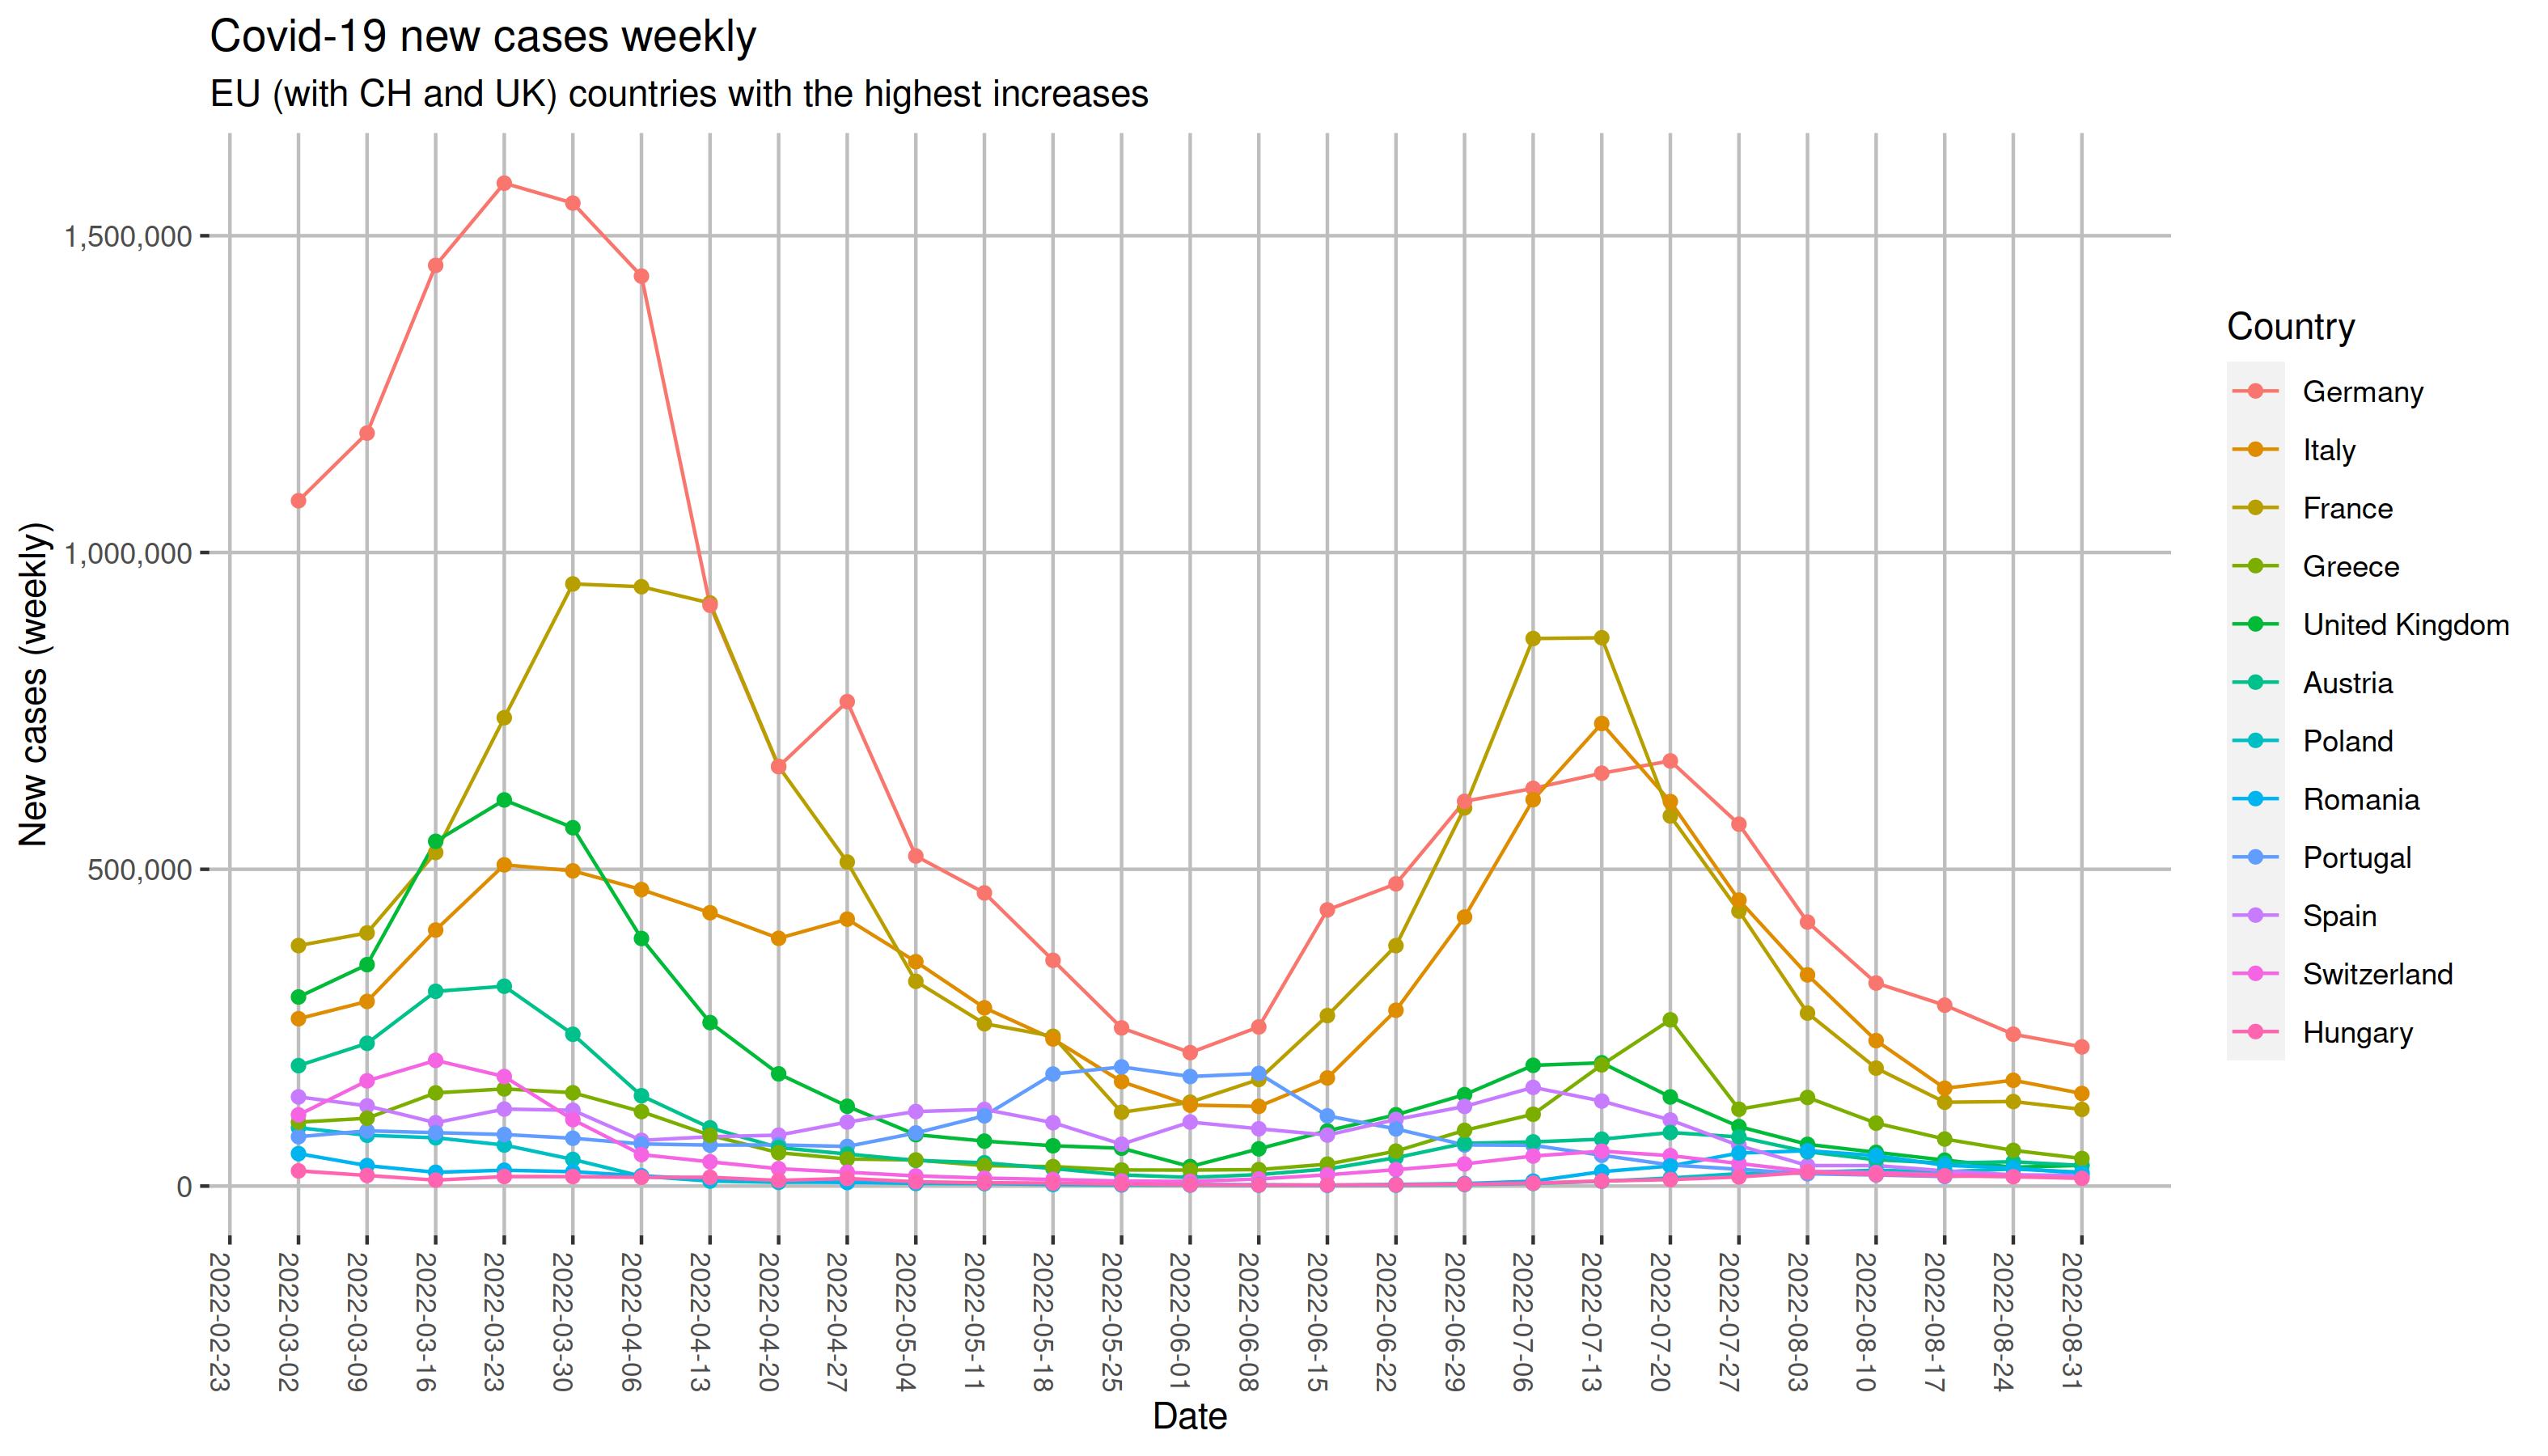 Covid-19 new cases weekly
EU (with CH and UK) countries with the highest increases
New cases (weekly)
1,500,000
1,000,000
500,000
0
2022-02-23
2022-03-02
2022-03-09
2022-03-16
2022-03-23
2022-03-30
2022-04-06
2022-04-13
2022-04-20
2022-04-27
2022-05-04
2022-05-11
2022-05-18
2022-05-25
2022-06-01
2022-06-08
2022-06-15
2022-06-22
2022-06-29
2022-07-06
2022-07-13
2022-07-20
2022-07-27
2022-08-03
2022-08-10
2022-08-17
2022-08-24
2022-08-31
Date
Country
Germany
Italy
France
Greece
United Kingdom
Austria
Poland
Romania
Portugal
Spain
Switzerland
Hungary